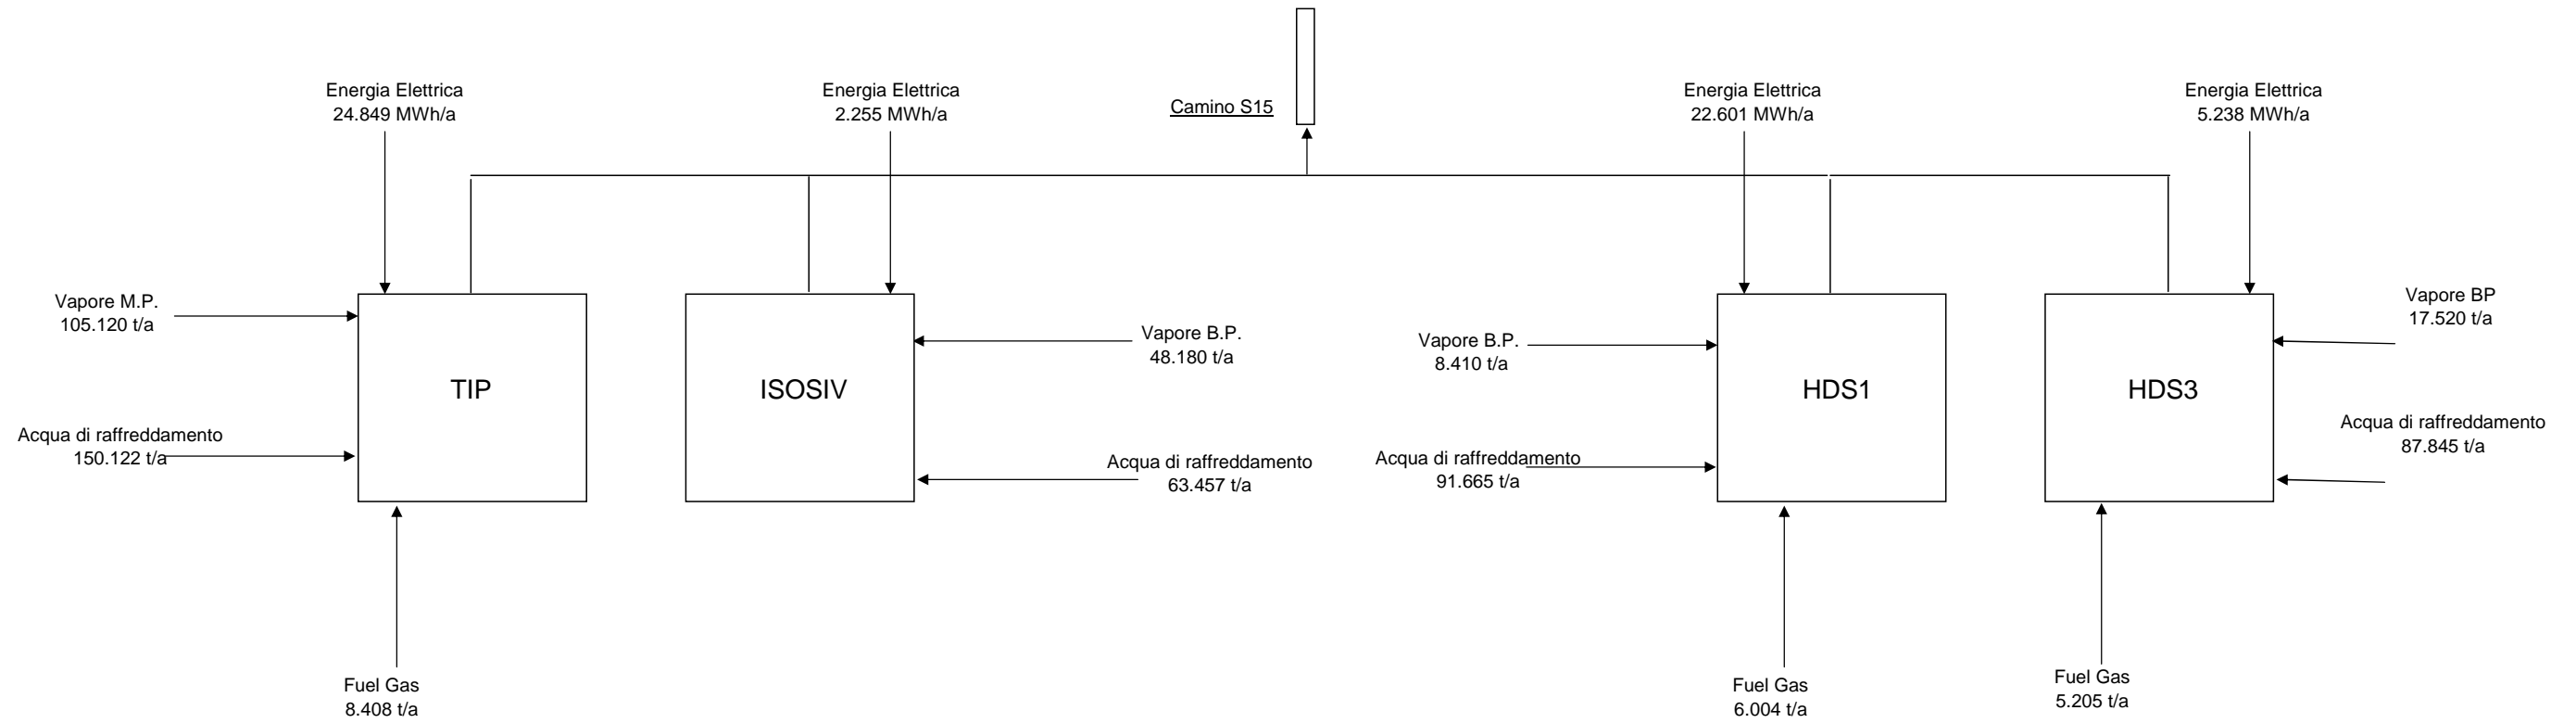 Camino S15
Energia Elettrica
24.849 MWh/a
Energia Elettrica
2.255 MWh/a
Energia Elettrica
22.601 MWh/a
Energia Elettrica
5.238 MWh/a
Vapore M.P.
105.120 t/a
Acqua di raffreddamento
150.122 t/a
TIP
Fuel Gas
8.408 t/a
ISOSIV
Vapore B.P.
48.180 t/a
Acqua di raffreddamento
63.457 t/a
Vapore B.P.
8.410 t/a
Acqua di raffreddamento
91.665 t/a
HDS1
Fuel Gas
6.004 t/a
HDS3
Vapore BP
17.520 t/a
Acqua di raffreddamento
87.845 t/a
Fuel Gas
5.205 t/a